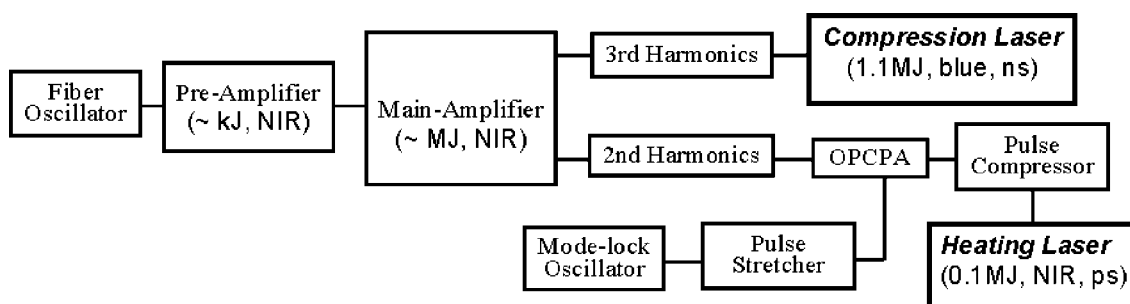 Fiber
Oscillator
Pre-Amplifier
(~ kJ, NIR)
Main-Amplifier
(~ MJ, NIR)
3rd Harmonics
Compression Laser
(1.1MJ, blue, ns)
2nd Harmonics
OPCPA
Pulse
Compressor
Mode-lock
Oscillator
Pulse
Stretcher
Heating Laser
(0.1MJ, NIR, ps)